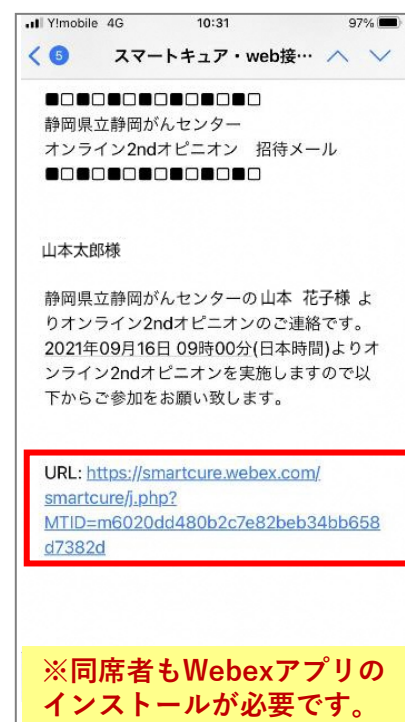 Y!mobile 4G 10:31 97%
5 スマートキュア・web接…
■□■□■□■□■□■□■□
静岡県立静岡がんセンター
オンライン2ndオピニオン 招待メール
■□■□■□■□■□■□■□
山本太郎様
静岡県立静岡がんセンターの山本 花子様 よ
りオンライン2ndオピニオンのご連絡です。
2021年09月16日 09時00分(日本時間)よりオ
ンライン2ndオピニオンを実施しますので以
下からご参加をお願い致します。
URL: https://smartcure.webex.com/
smartcure/j.php?
MTID=m6020dd480b2c7e82beb34bb658
d7382d
※同席者もWebexアプリの
インストールが必要です。